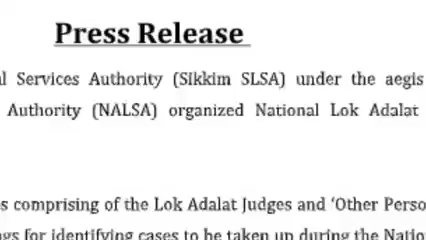 Press Release
l Services Authority (Sikkim SLSA) under the aegis
Authority (NALSA) organized National Lok Adalat
s comprising of the Lok Adalat Judges and ‘Other Perso
gs for identifying cases to be taken up during the Natio